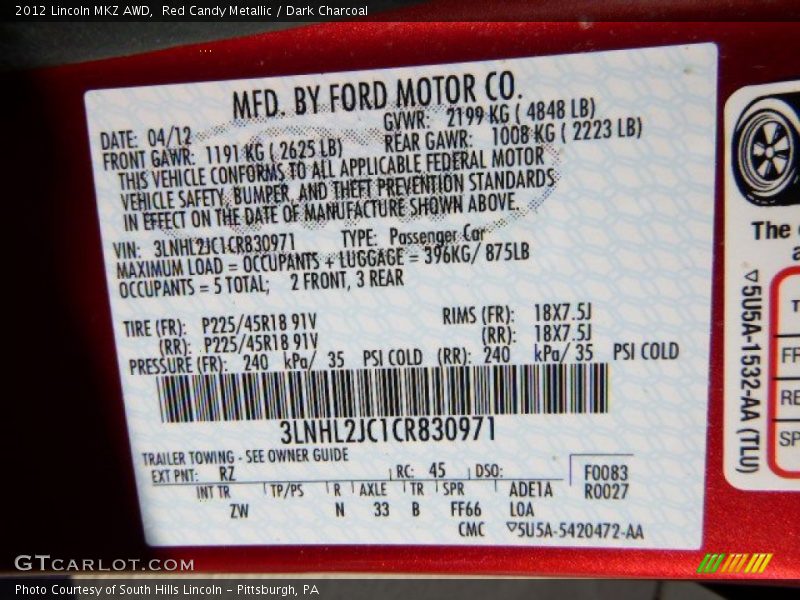 2012 Lincoln MKZ AWD,  Red Candy Metallic / Dark Charcoal
MFD. BY FORD MOTOR CO.
DATE: 04/12 GVWR: 2199 KG ( 4848 LB)
FRONT GAWR: 1191 KG ( 2625 LB) REAR GAWR: 1008 KG ( 2223 LB)
THIS VEHICLE CONFORMS TO ALL APPLICABLE FEDERAL MOTOR
VEHICLE SAFETY, BUMPER, AND THEFT PREVENTION STANDARDS
IN EFFECT ON THE DATE OF MANUFACTURE SHOWN ABOVE.
VIN: 3LNHL2JC1CR830971 TYPE: Passenger Car
MAXIMUM LOAD = OCCUPANTS + LUGGAGE = 396KG/ 875LB
OCCUPANTS = 5 TOTAL; 2 FRONT, 3 REAR
TIRE (FR): P225/45R18 91V RIMS (FR): 18X7.5J
(RR): P225/45R18 91V (RR): 18X7.5J
PRESSURE (FR): 240 kPa/ 35 PSI COLD (RR): 240 kPa/ 35 PSI COLD
3LNHL2JC1CR830971
TRAILER TOWING - SEE OWNER GUIDE
EXT PNT: RZ RC: 45 DSO: F0083
INT TR TP/PS R AXLE TR SPR ADE1A R0027
ZW N 33 B FF66 LOA
CMC ▽5U5A-5420472-AA
The
▽5U5A-1532-AA (TLU)
T
FF
RE
SP
GTCARLOT.COM
Photo Courtesy of South Hills Lincoln - Pittsburgh, PA